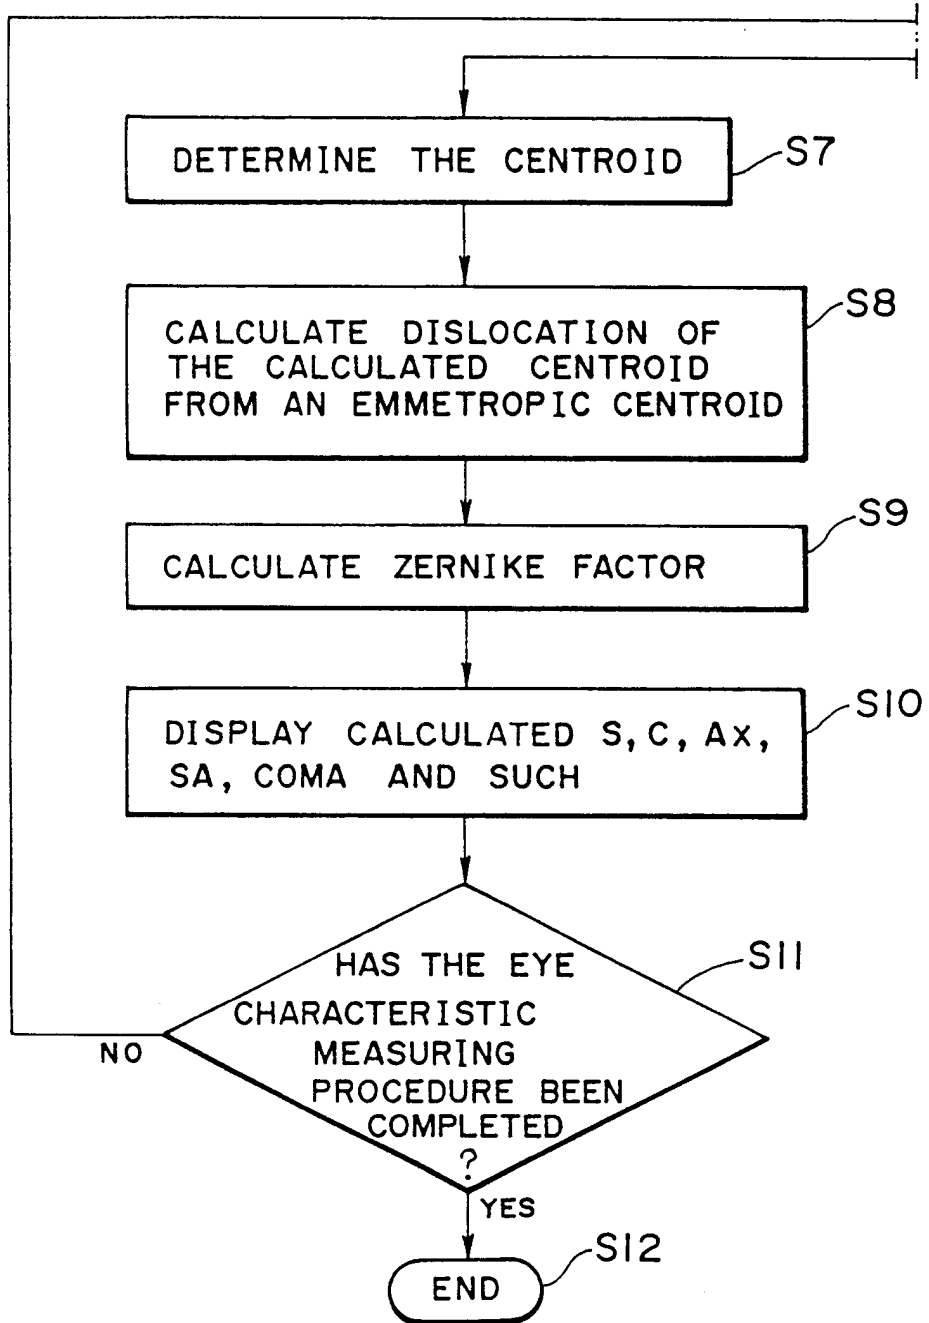 DETERMINE THE CENTROID
S7
S8
CALCULATE DISLOCATION OF
THE CALCULATED CENTROID
FROM AN EMMETROPIC CENTROID
S9
CALCULATE ZERNIKE FACTOR
S10
DISPLAY CALCULATED S, C, Ax,
SA, COMA AND SUCH
S11
HAS THE EYE
CHARACTERISTIC
MEASURING
PROCEDURE BEEN
COMPLETED
?
NO
YES
S12
END